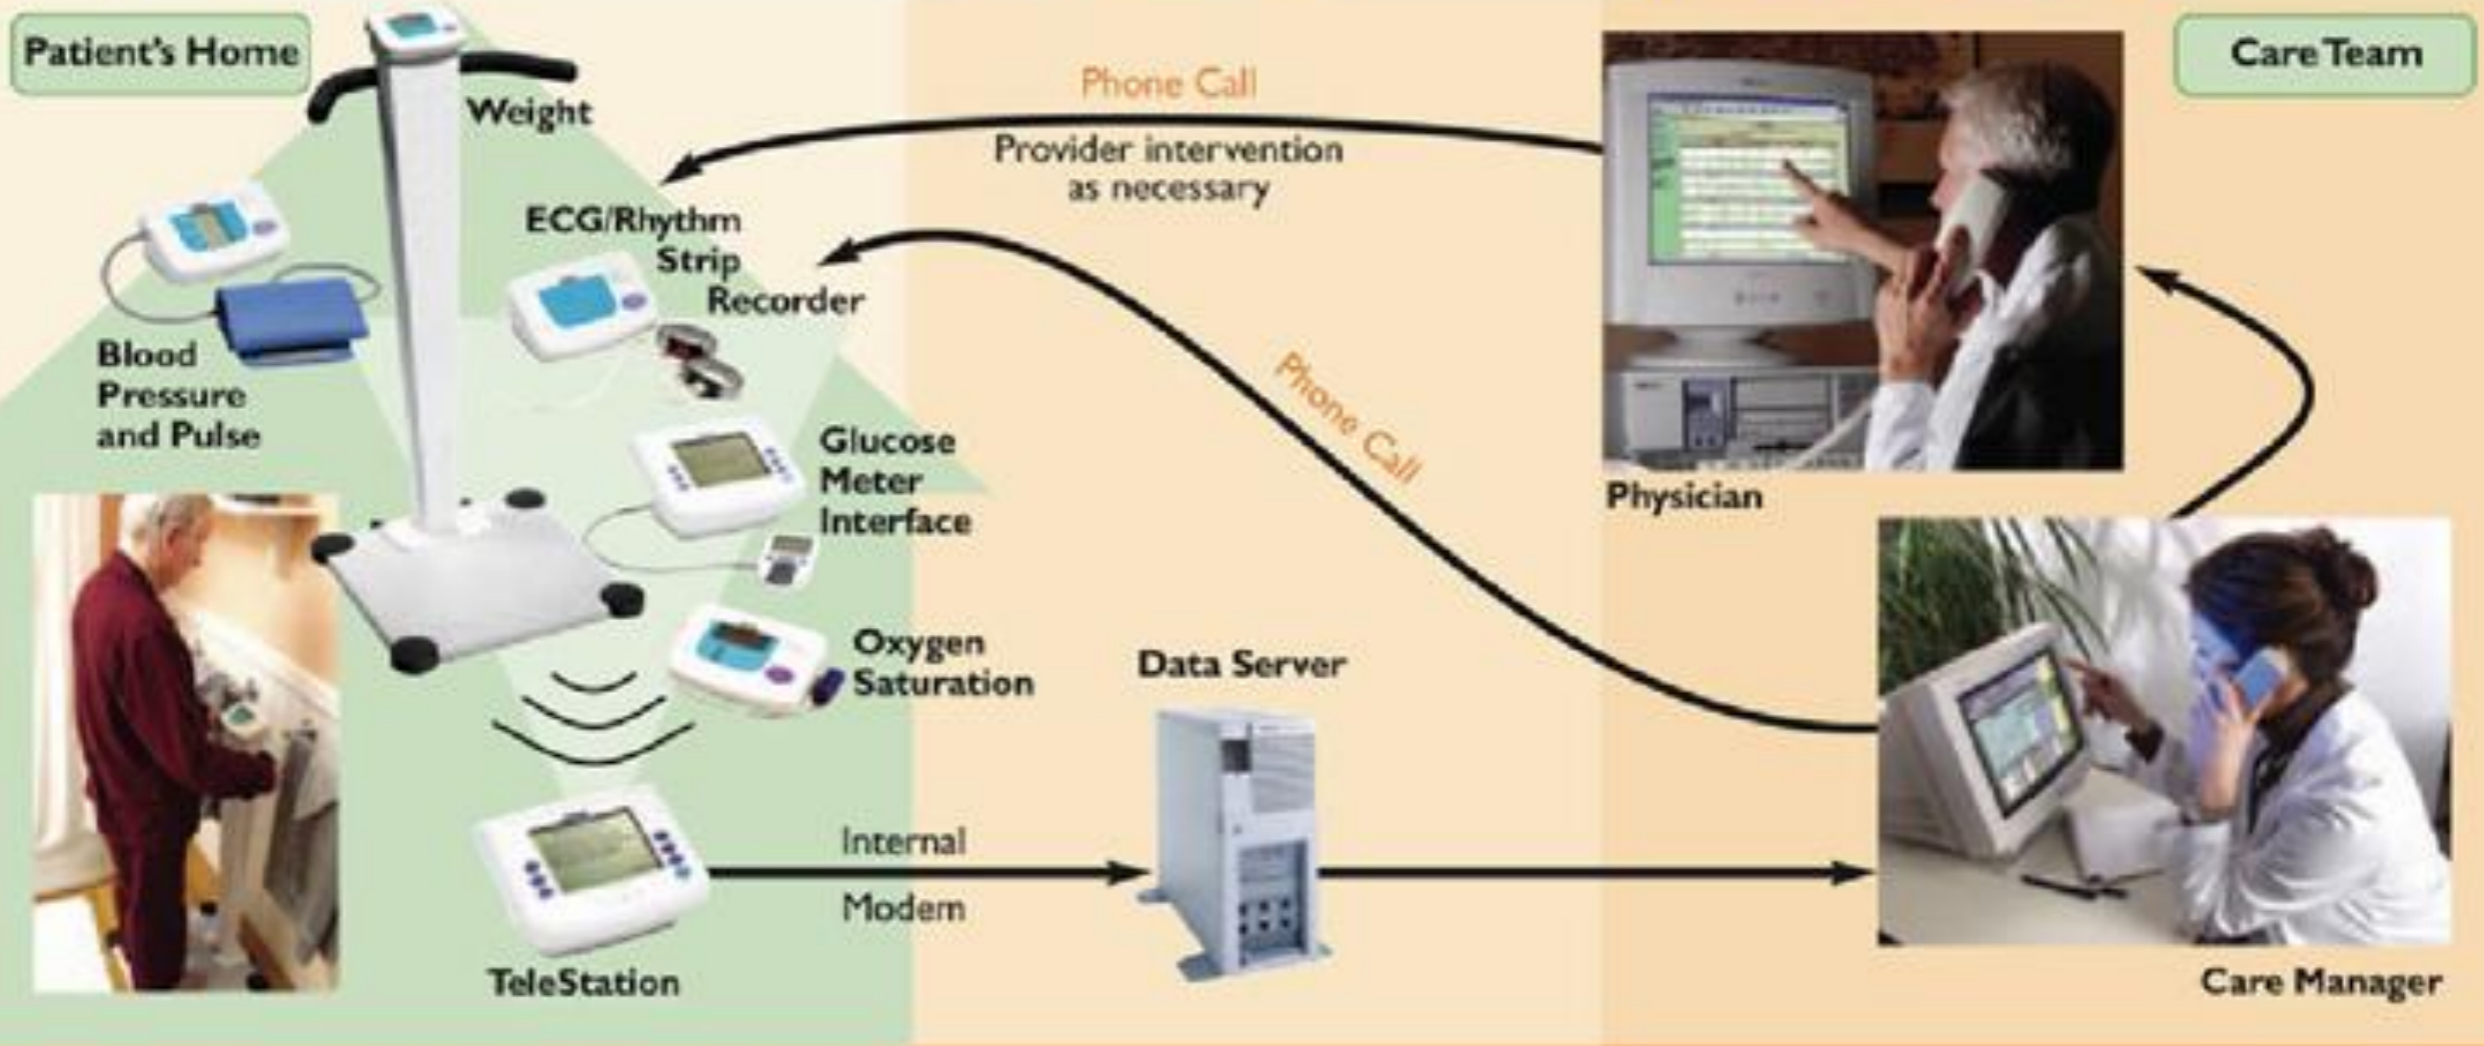 Patient's Home
Weight
Blood
Pressure
and Pulse
ECG/Rhythm
Strip
Recorder
Glucose
Meter
Interface
Oxygen
Saturation
TeleStation
Internal
Modem
Data Server
Phone Call
Provider intervention
as necessary
Phone Call
Care Team
Physician
Care Manager